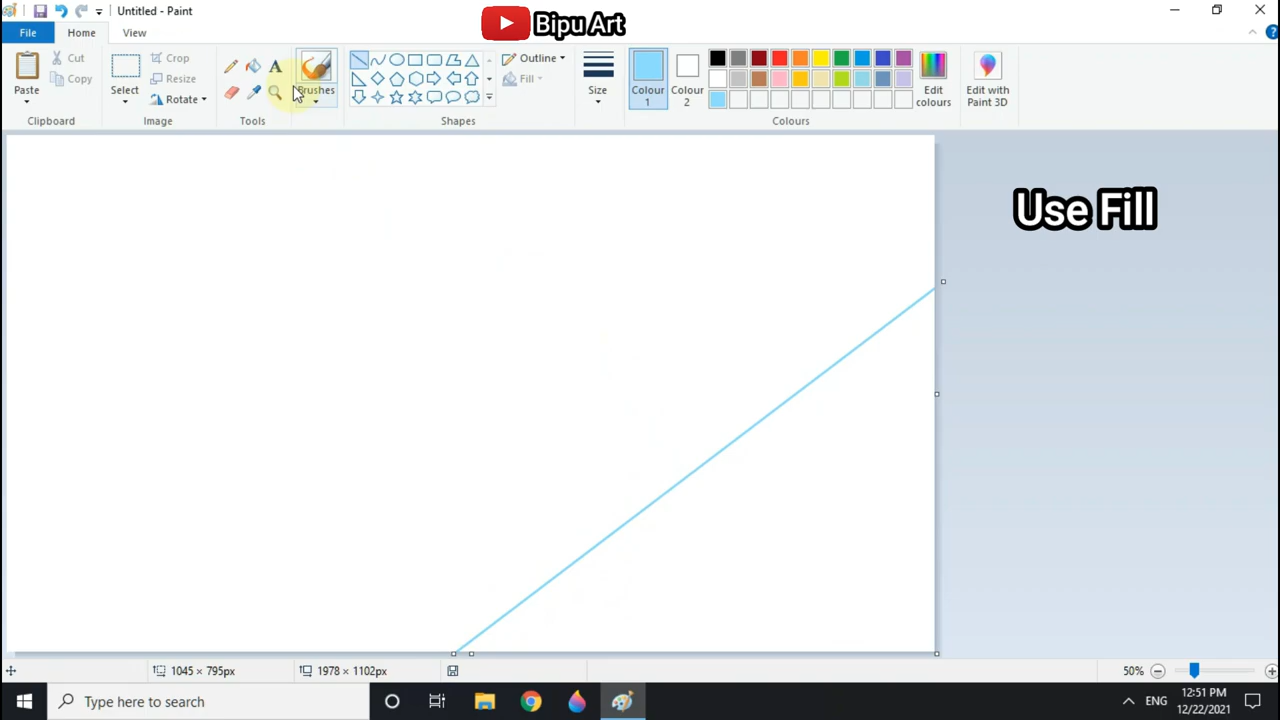 Untitled - Paint
Bipu Art
File
Home
View
Paste
Cut
Copy
Clipboard
Select
Crop
Resize
Rotate
Image
A
Tools
Brushes
Outline
Fill
Shapes
Size
Colour
1
Colour
2
Edit
colours
Colours
Edit with
Paint 3D
Use Fill
1045 × 795px
1978 × 1102px
50%
Type here to search
ENG
12:51 PM
12/22/2021